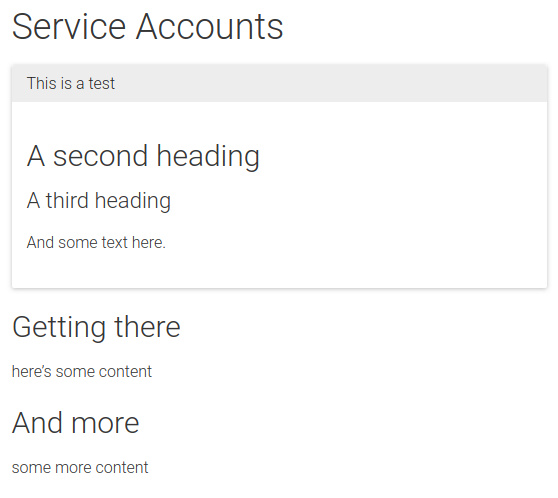 Service Accounts
This is a test
A second heading
A third heading
And some text here.
Getting there
here’s some content
And more
some more content